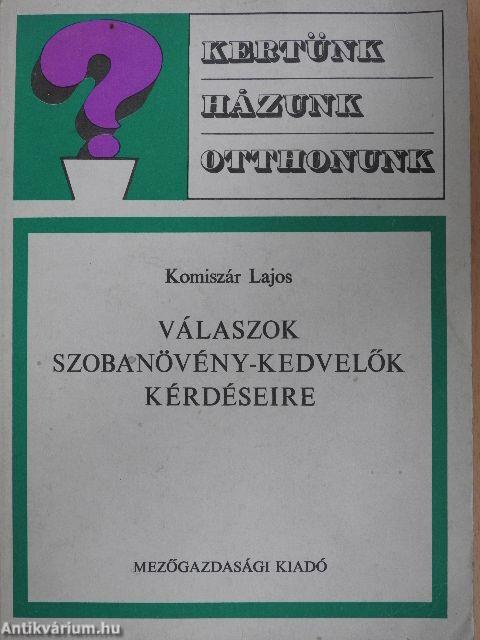 KERTÜNK
HÁZUNK
OTTHONUNK
Komiszár Lajos
VÁLASZOK
SZOBANÖVÉNY-KEDVELŐK
KÉRDÉSEIRE
MEZŐGAZDASÁGI KIADÓ
Antikvárium.hu